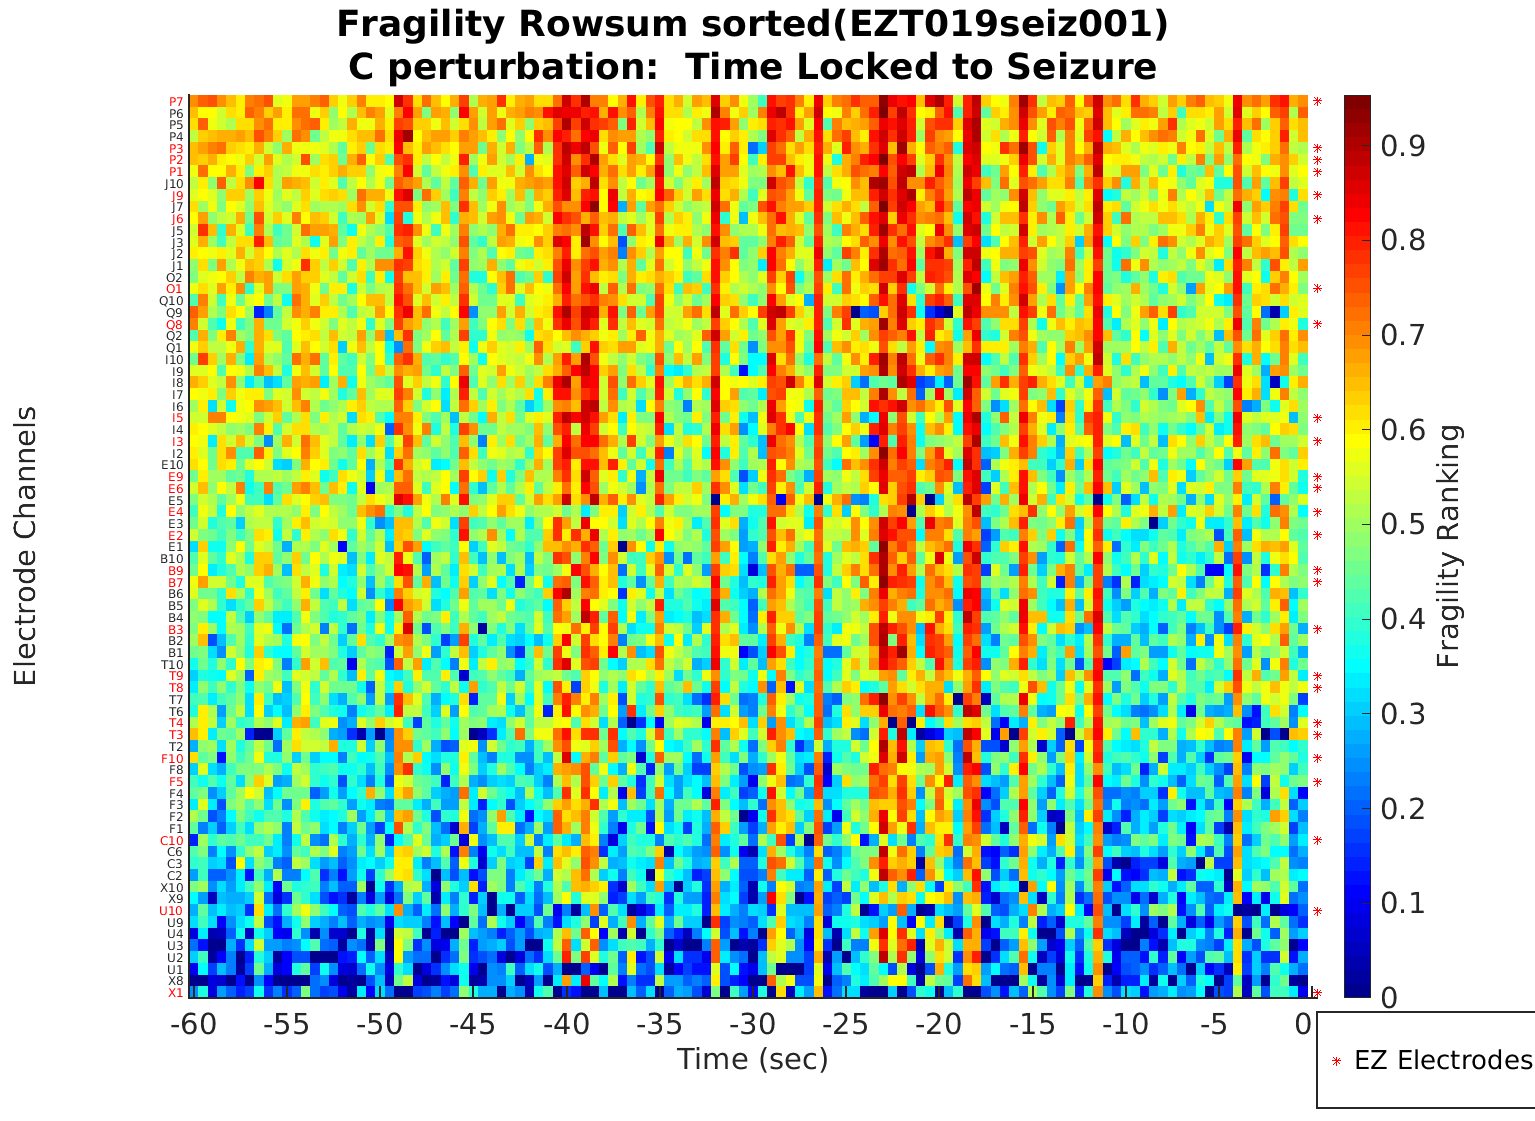 Fragility Rowsum sorted(EZT019seiz001)
C perturbation:  Time Locked to Seizure
Electrode Channels
P7
P6
P5
P4
P3
P2
P1
J10
J9
J7
J6
J5
J3
J2
J1
O2
O1
Q10
Q9
Q8
Q2
Q1
I10
I9
I8
I7
I6
I5
I4
I3
I2
E10
E9
E6
E5
E4
E3
E2
E1
B10
B9
B7
B6
B5
B4
B3
B2
B1
T10
T9
T8
T7
T6
T4
T3
T2
F10
F8
F5
F4
F3
F2
F1
C10
C6
C3
C2
X10
X9
U10
U9
U4
U3
U2
U1
X8
X1
-60 -55 -50 -45 -40 -35 -30 -25 -20 -15 -10 -5 0
Time (sec)
0.9
0.8
0.7
0.6
0.5
0.4
0.3
0.2
0.1
0
Fragility Ranking
EZ Electrodes